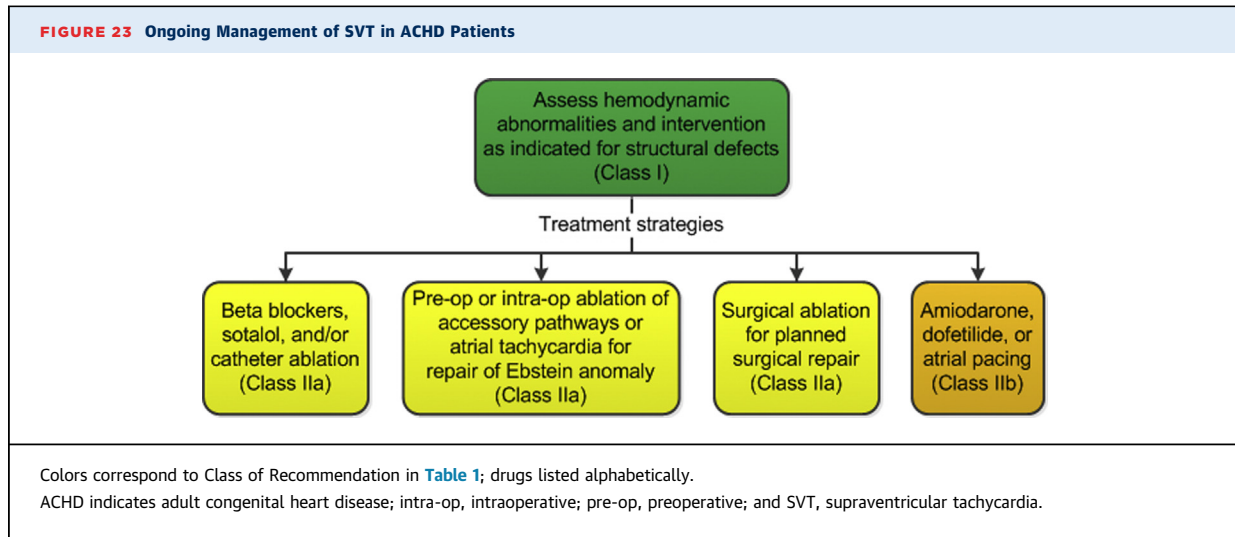 FIGURE 23 Ongoing Management of SVT in ACHD Patients
Assess hemodynamic
abnormalities and intervention
as indicated for structural defects
(Class I)
Treatment strategies
Beta blockers,
sotalol, and/or
catheter ablation
(Class IIa)
Pre-op or intra-op ablation of
accessory pathways or
atrial tachycardia for
repair of Ebstein anomaly
(Class IIa)
Surgical ablation
for planned
surgical repair
(Class IIa)
Amiodarone,
dofetilide, or
atrial pacing
(Class IIb)
Colors correspond to Class of Recommendation in Table 1; drugs listed alphabetically.
ACHD indicates adult congenital heart disease; intra-op, intraoperative; pre-op, preoperative; and SVT, supraventricular tachycardia.